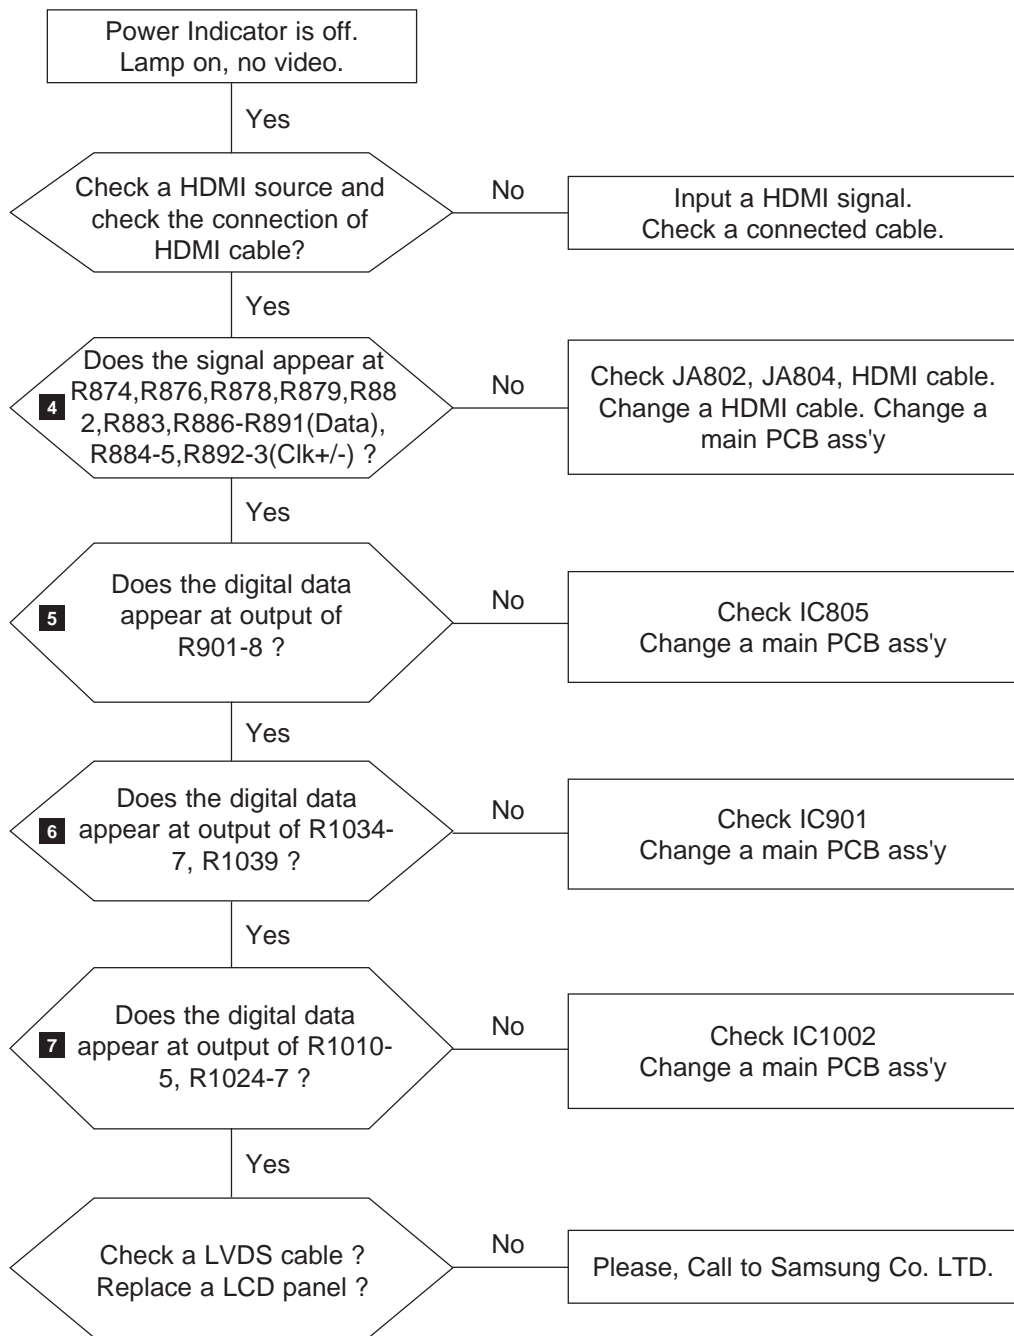 Power Indicator is off.
Lamp on, no video.
Yes
Check a HDMI source and
check the connection of
HDMI cable?
No
Input a HDMI signal.
Check a connected cable.
Yes
4
Does the signal appear at
R874,R876,R878,R879,R88
2,R883,R886-R891(Data),
R884-5,R892-3(Clk+/-) ?
No
Check JA802, JA804, HDMI cable.
Change a HDMI cable. Change a
main PCB ass'y
Yes
5
Does the digital data
appear at output of
R901-8 ?
No
Check IC805
Change a main PCB ass'y
Yes
6
Does the digital data
appear at output of R1034-
7, R1039 ?
No
Check IC901
Change a main PCB ass'y
Yes
7
Does the digital data
appear at output of R1010-
5, R1024-7 ?
No
Check IC1002
Change a main PCB ass'y
Yes
Check a LVDS cable ?
Replace a LCD panel ?
No
Please, Call to Samsung Co. LTD.